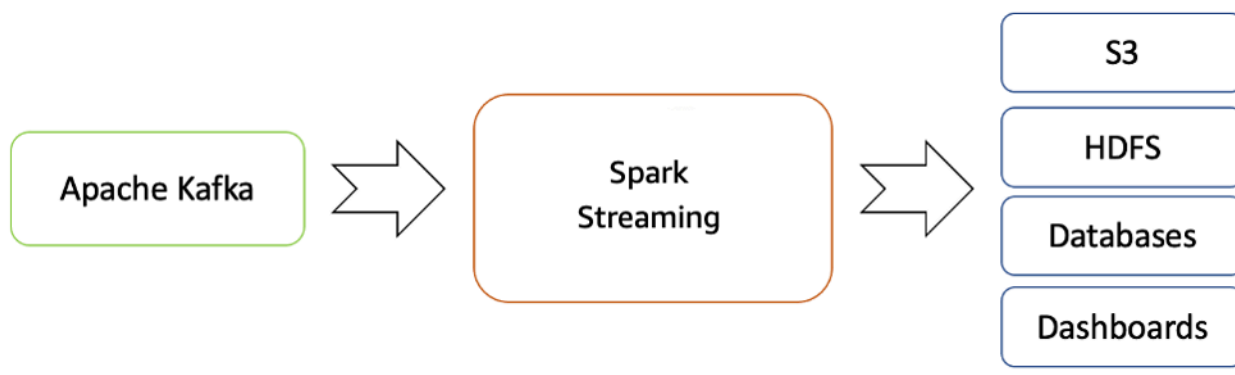 Apache Kafka
Spark
Streaming
S3
HDFS
Databases
Dashboards